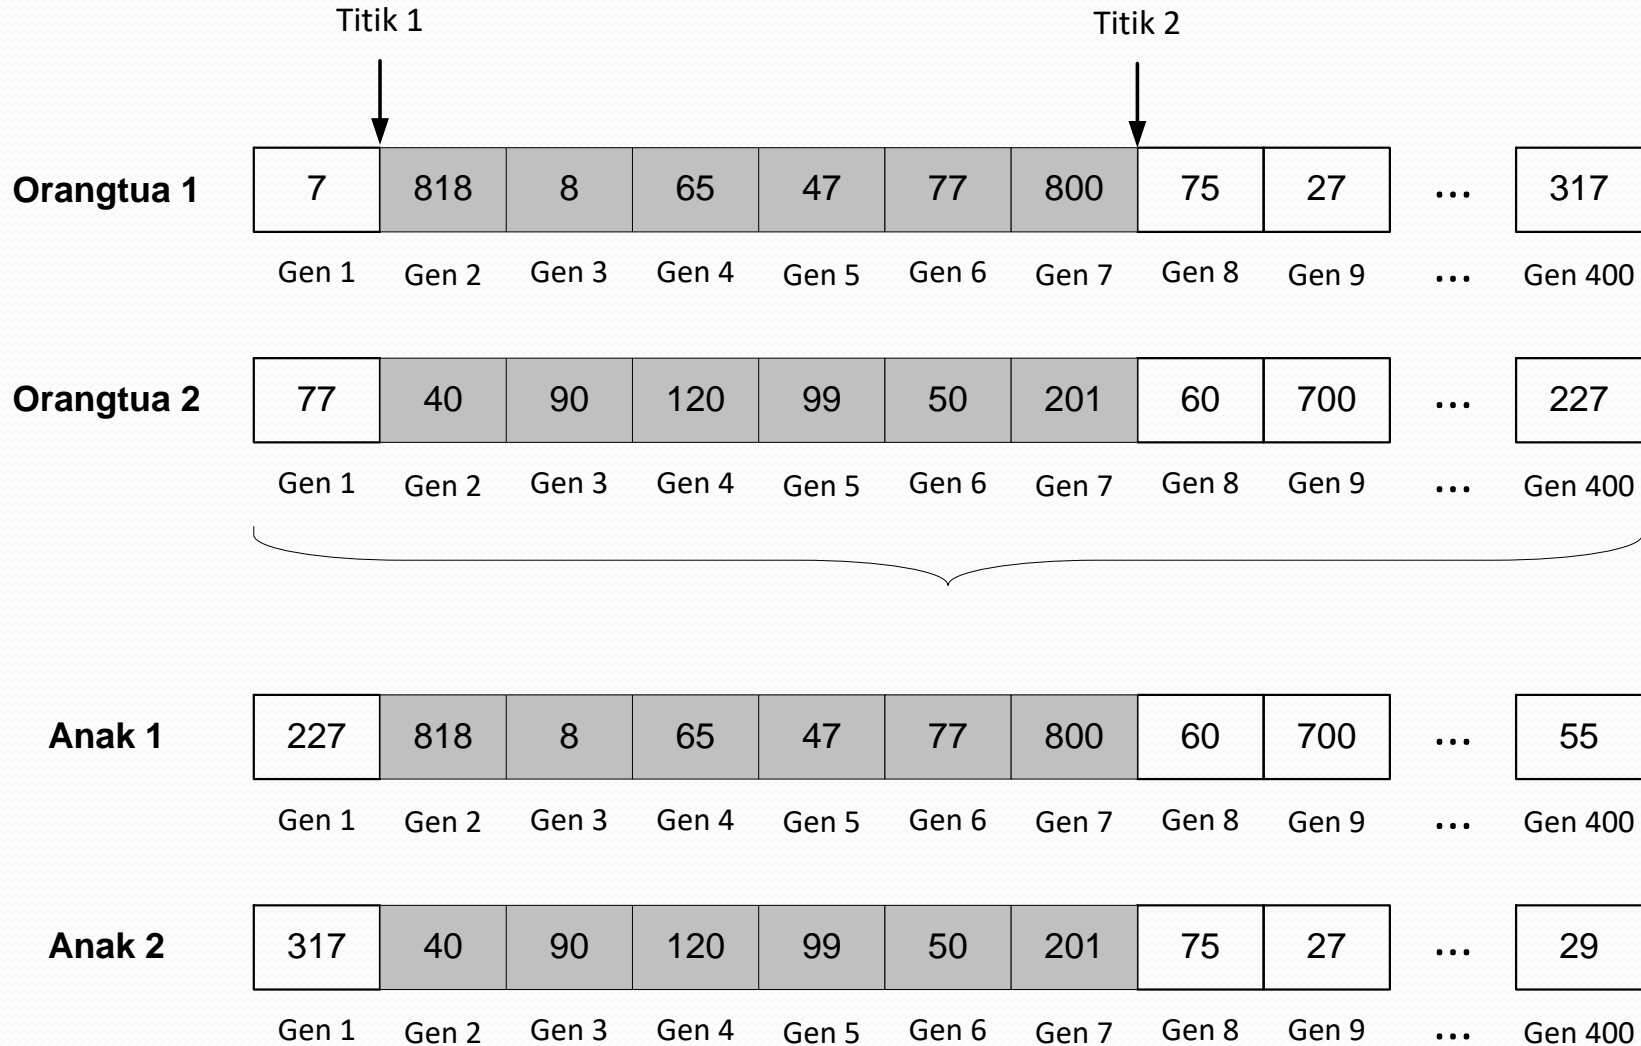 Titik 1 Titik 2
Orangtua 1 7 818 8 65 47 77 800 75 27 ... 317
Gen 1 Gen 2 Gen 3 Gen 4 Gen 5 Gen 6 Gen 7 Gen 8 Gen 9 ... Gen 400
Orangtua 2 77 40 90 120 99 50 201 60 700 ... 227
Gen 1 Gen 2 Gen 3 Gen 4 Gen 5 Gen 6 Gen 7 Gen 8 Gen 9 ... Gen 400
Anak 1 227 818 8 65 47 77 800 60 700 ... 55
Gen 1 Gen 2 Gen 3 Gen 4 Gen 5 Gen 6 Gen 7 Gen 8 Gen 9 ... Gen 400
Anak 2 317 40 90 120 99 50 201 75 27 ... 29
Gen 1 Gen 2 Gen 3 Gen 4 Gen 5 Gen 6 Gen 7 Gen 8 Gen 9 ... Gen 400